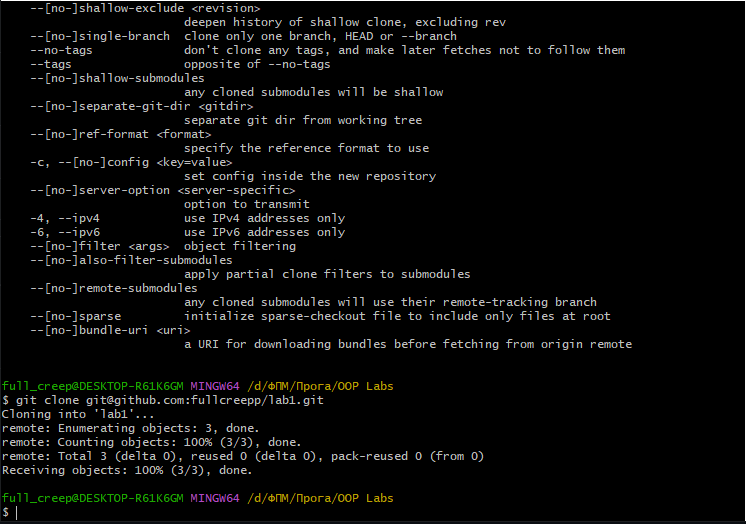 --[no-]shallow-exclude <revision>
deepen history of shallow clone, excluding rev
--[no-]single-branch clone only one branch, HEAD or --branch
--no-tags don't clone any tags, and make later fetches not to follow them
--tags opposite of --no-tags
--[no-]shallow-submodules
any cloned submodules will be shallow
--[no-]separate-git-dir <gitdir>
separate git dir from working tree
--[no-]ref-format <format>
specify the reference format to use
-c, --[no-]config <key=value>
set config inside the new repository
--[no-]server-option <server-specific>
option to transmit
-4, --ipv4 use IPv4 addresses only
-6, --ipv6 use IPv6 addresses only
--[no-]filter <args> object filtering
--[no-]also-filter-submodules
apply partial clone filters to submodules
--[no-]remote-submodules
any cloned submodules will use their remote-tracking branch
--[no-]sparse initialize sparse-checkout file to include only files at root
--[no-]bundle-uri <uri>
a URI for downloading bundles before fetching from origin remote
full_creep@DESKTOP-R61K6GM MINGW64 /d/ФПМ/Прога/OOP Labs
$ git clone git@github.com:fullcreepp/lab1.git
Cloning into 'lab1'...
remote: Enumerating objects: 3, done.
remote: Counting objects: 100% (3/3), done.
remote: Total 3 (delta 0), reused 0 (delta 0), pack-reused 0 (from 0)
Receiving objects: 100% (3/3), done.
full_creep@DESKTOP-R61K6GM MINGW64 /d/ФПМ/Прога/OOP Labs
$